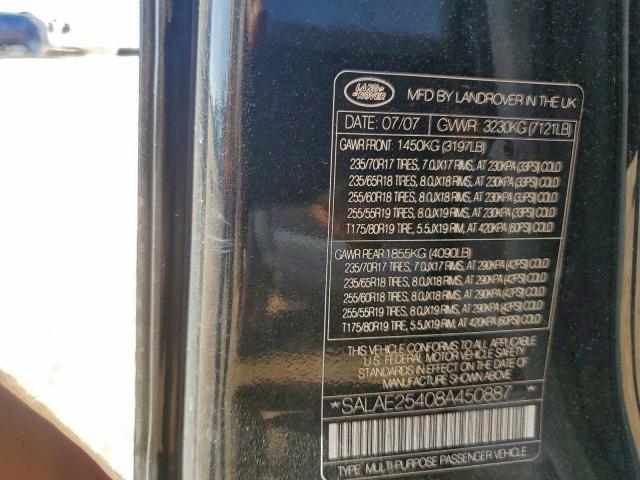 LAND ROVER
MFD BY LANDROVER IN THE UK
DATE: 07/07 GVWR: 3230KG (7121LB)
GAWR FRONT: 1450KG (3197LB)
235/70R17 TIRES, 7.0JX17 RIMS, AT 230KPA (33PSI) COLD
235/65R18 TIRES, 8.0JX18 RIMS, AT 230KPA (33PSI) COLD
255/60R18 TIRES, 8.0JX18 RIMS, AT 230KPA (33PSI) COLD
255/55R19 TIRES, 8.0JX19 RIMS, AT 230KPA (33PSI) COLD
T175/80R19 TIRE, 5.5JX19 RIM, AT 420KPA (60PSI) COLD
GAWR REAR 1855KG (4090LB)
235/70R17 TIRES, 7.0JX17 RIMS, AT 290KPA (42PSI) COLD
235/65R18 TIRES, 8.0JX18 RIMS, AT 290KPA (42PSI) COLD
255/60R18 TIRES, 8.0JX18 RIMS, AT 290KPA (42PSI) COLD
255/55R19 TIRES, 8.0JX19 RIMS, AT 290KPA (42PSI) COLD
T175/80R19 TIRE, 5.5JX19 RIM, AT 420KPA (60PSI) COLD
THIS VEHICLE CONFORMS TO ALL APPLICABLE
U.S. FEDERAL MOTOR VEHICLE SAFETY
STANDARDS IN EFFECT ON THE DATE OF
MANUFACTURE SHOWN ABOVE
*SALAE25408A450887*
TYPE: MULTI-PURPOSE PASSENGER VEHICLE